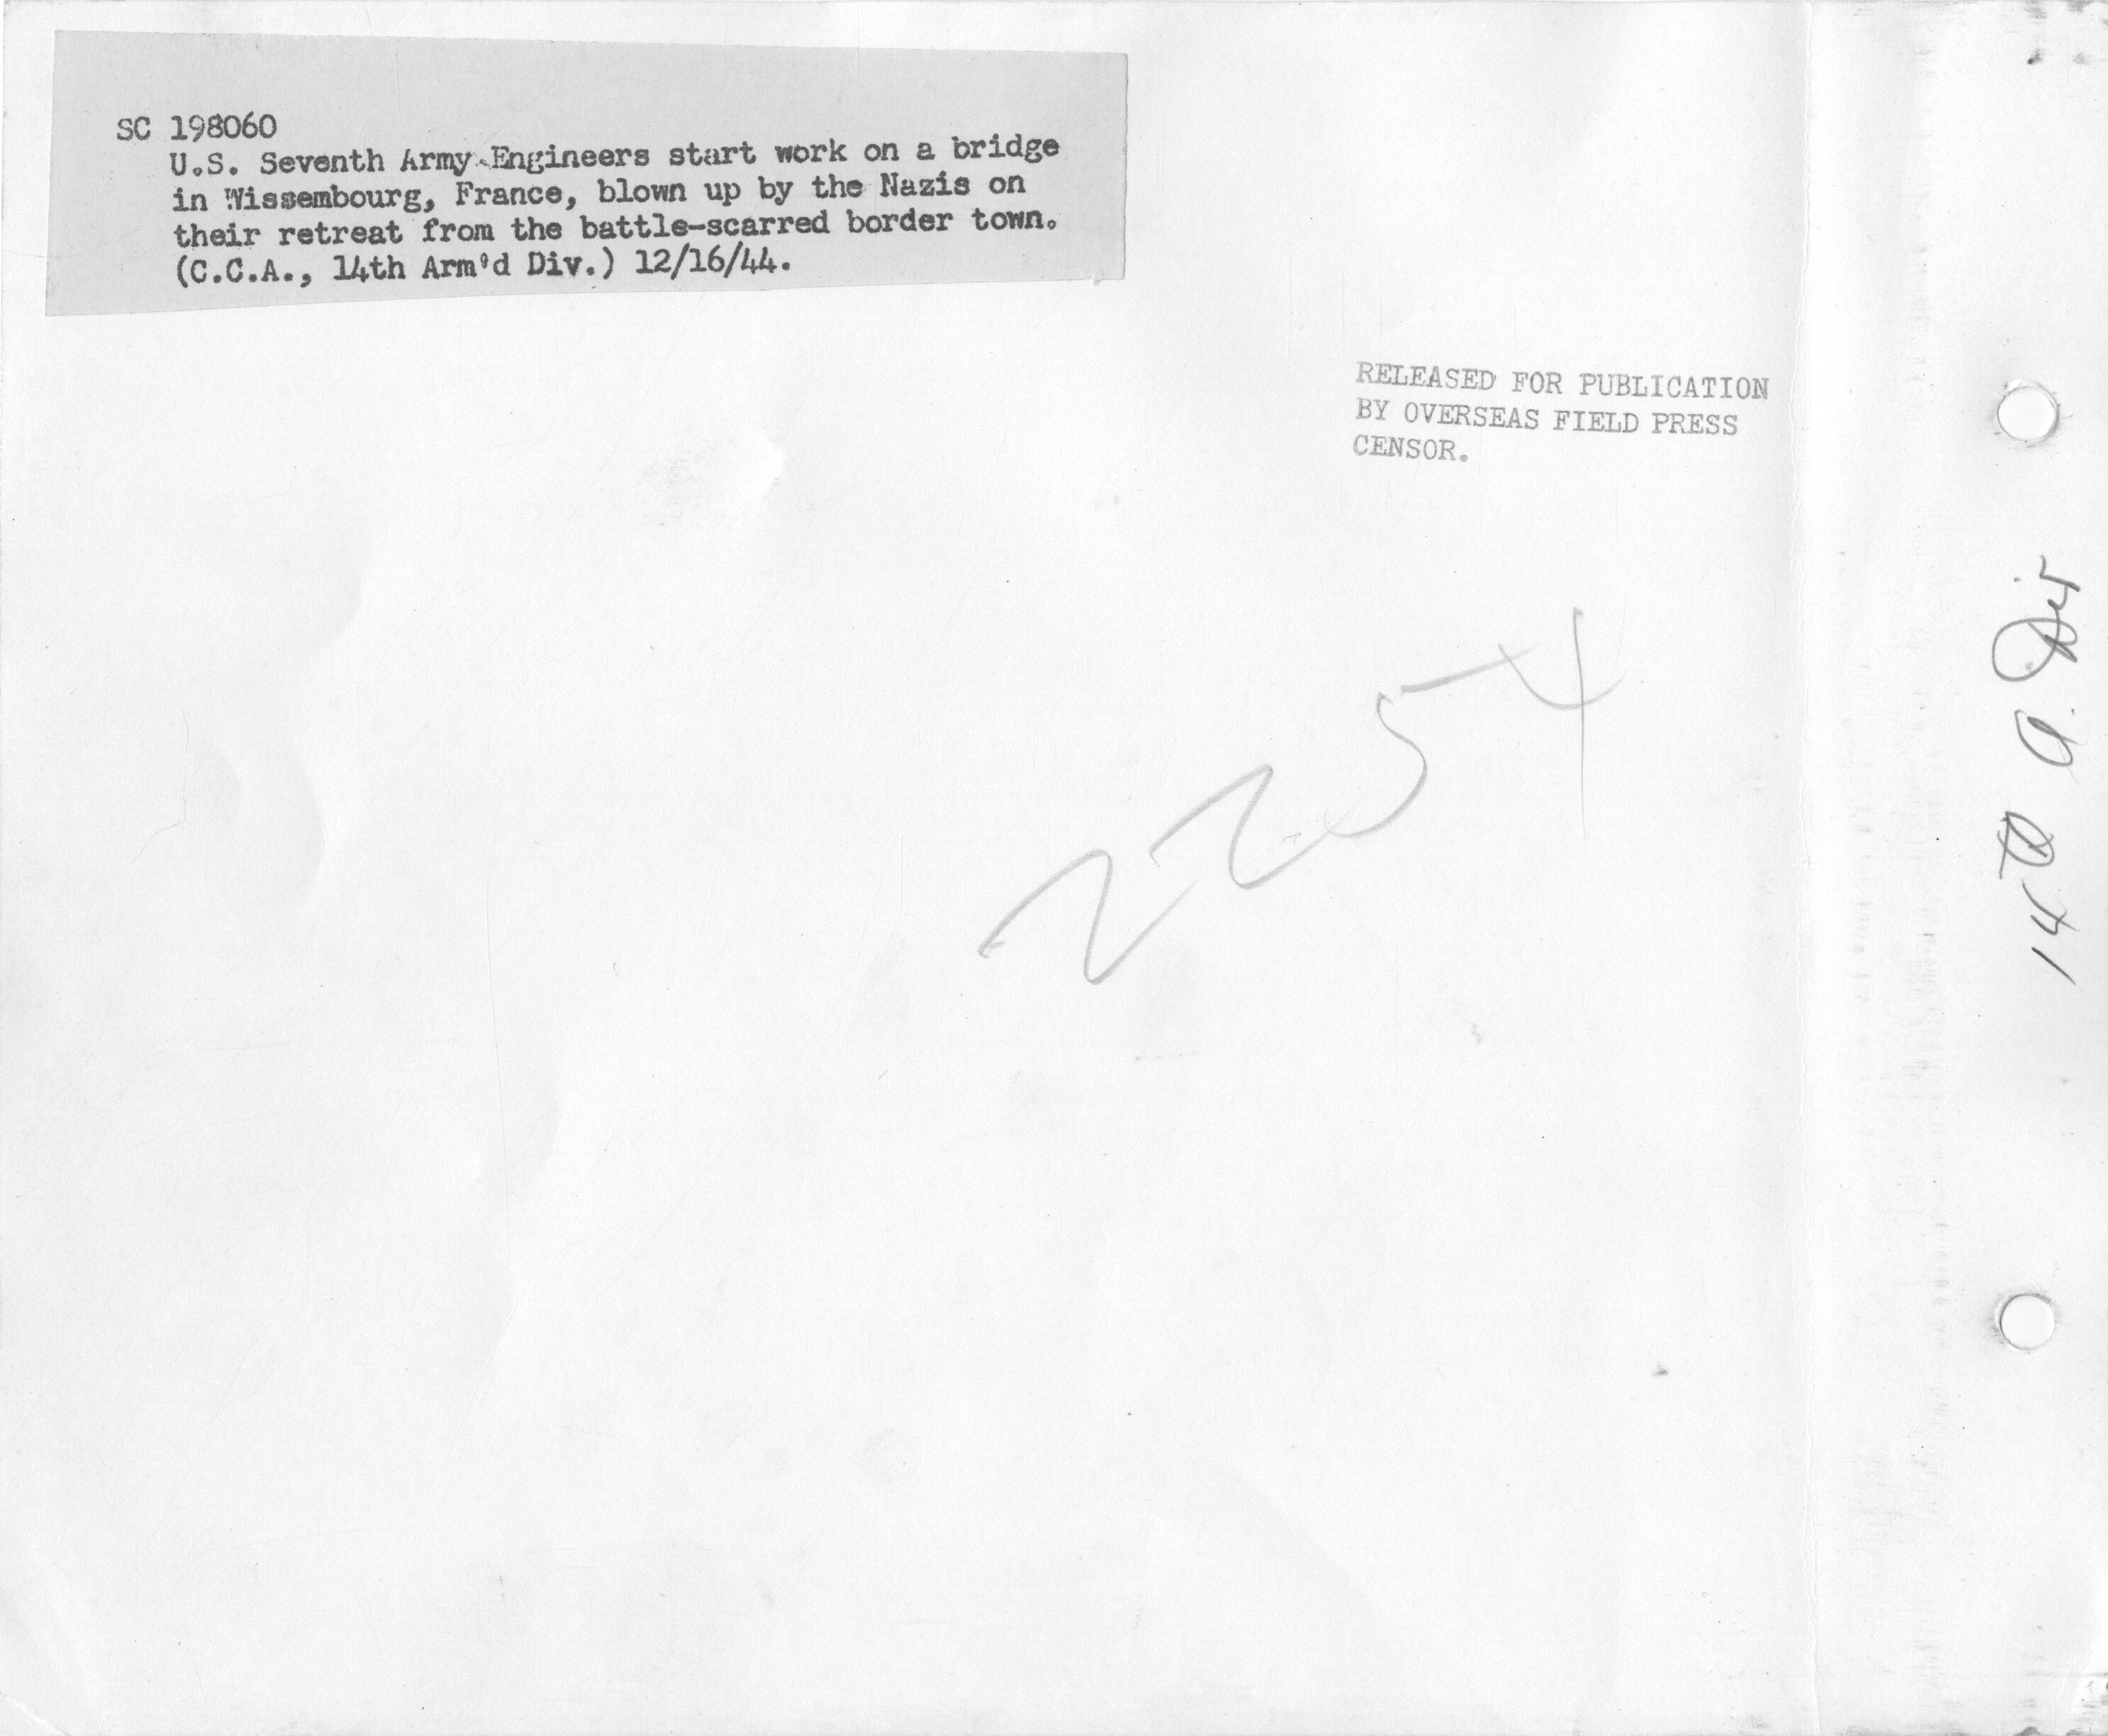 SC 198060
U.S. Seventh Army Engineers start work on a bridge
in Wissembourg, France, blown up by the Nazis on
their retreat from the battle-scarred border town.
(C.C.A., 14th Arm'd Div.) 12/16/44.
RELEASED FOR PUBLICATION
BY OVERSEAS FIELD PRESS
CENSOR.
2254
14th A. Div